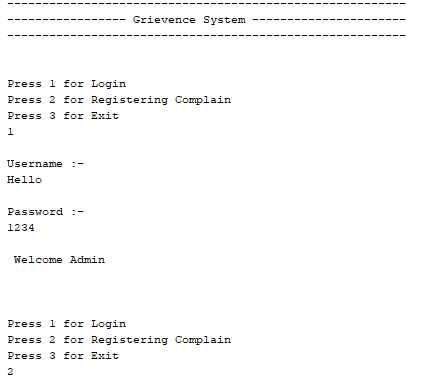 ---------------------------------------------------------
----------------- Grievence System ----------------------
---------------------------------------------------------
Press 1 for Login
Press 2 for Registering Complain
Press 3 for Exit
1
Username :-
Hello
Password :-
1234
Welcome Admin
Press 1 for Login
Press 2 for Registering Complain
Press 3 for Exit
2